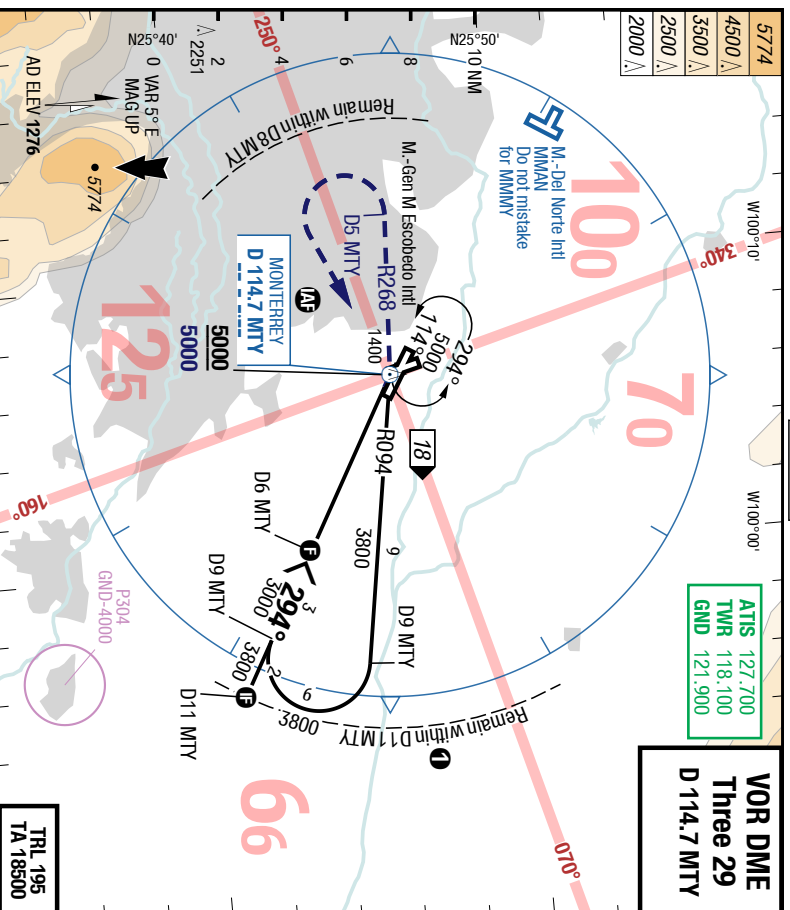 VOR DME
Three 29
D 114.7 MTY
ATIS 127.700
TWR 118.100
GND 121.900
TRL 195
TA 18500
5774
4500
3500
2500
2000
W100°10'
W100°00'
N25°50'
N25°40'
10 NM
8
6
4
2
0
2251
VAR 5° E
MAG UP
AD ELEV 1276
5774
250°
340°
070°
160°
100
70
125
66
M.-Del Norte Intl
MMAN
Do not mistake
for MMMY
M.-Gen M Escobedo Intl
Remain within D8 MTY
D5 MTY
R268
1400
IAF
MONTERREY
D 114.7 MTY
5000
5000
294°
5000
114°
18
R094
9
3800
D9 MTY
D6 MTY
F
3
294°
3000
D9 MTY
2
3800
IF
D11 MTY
9
3800
Remain within D11 MTY
1
P304
GND-4000